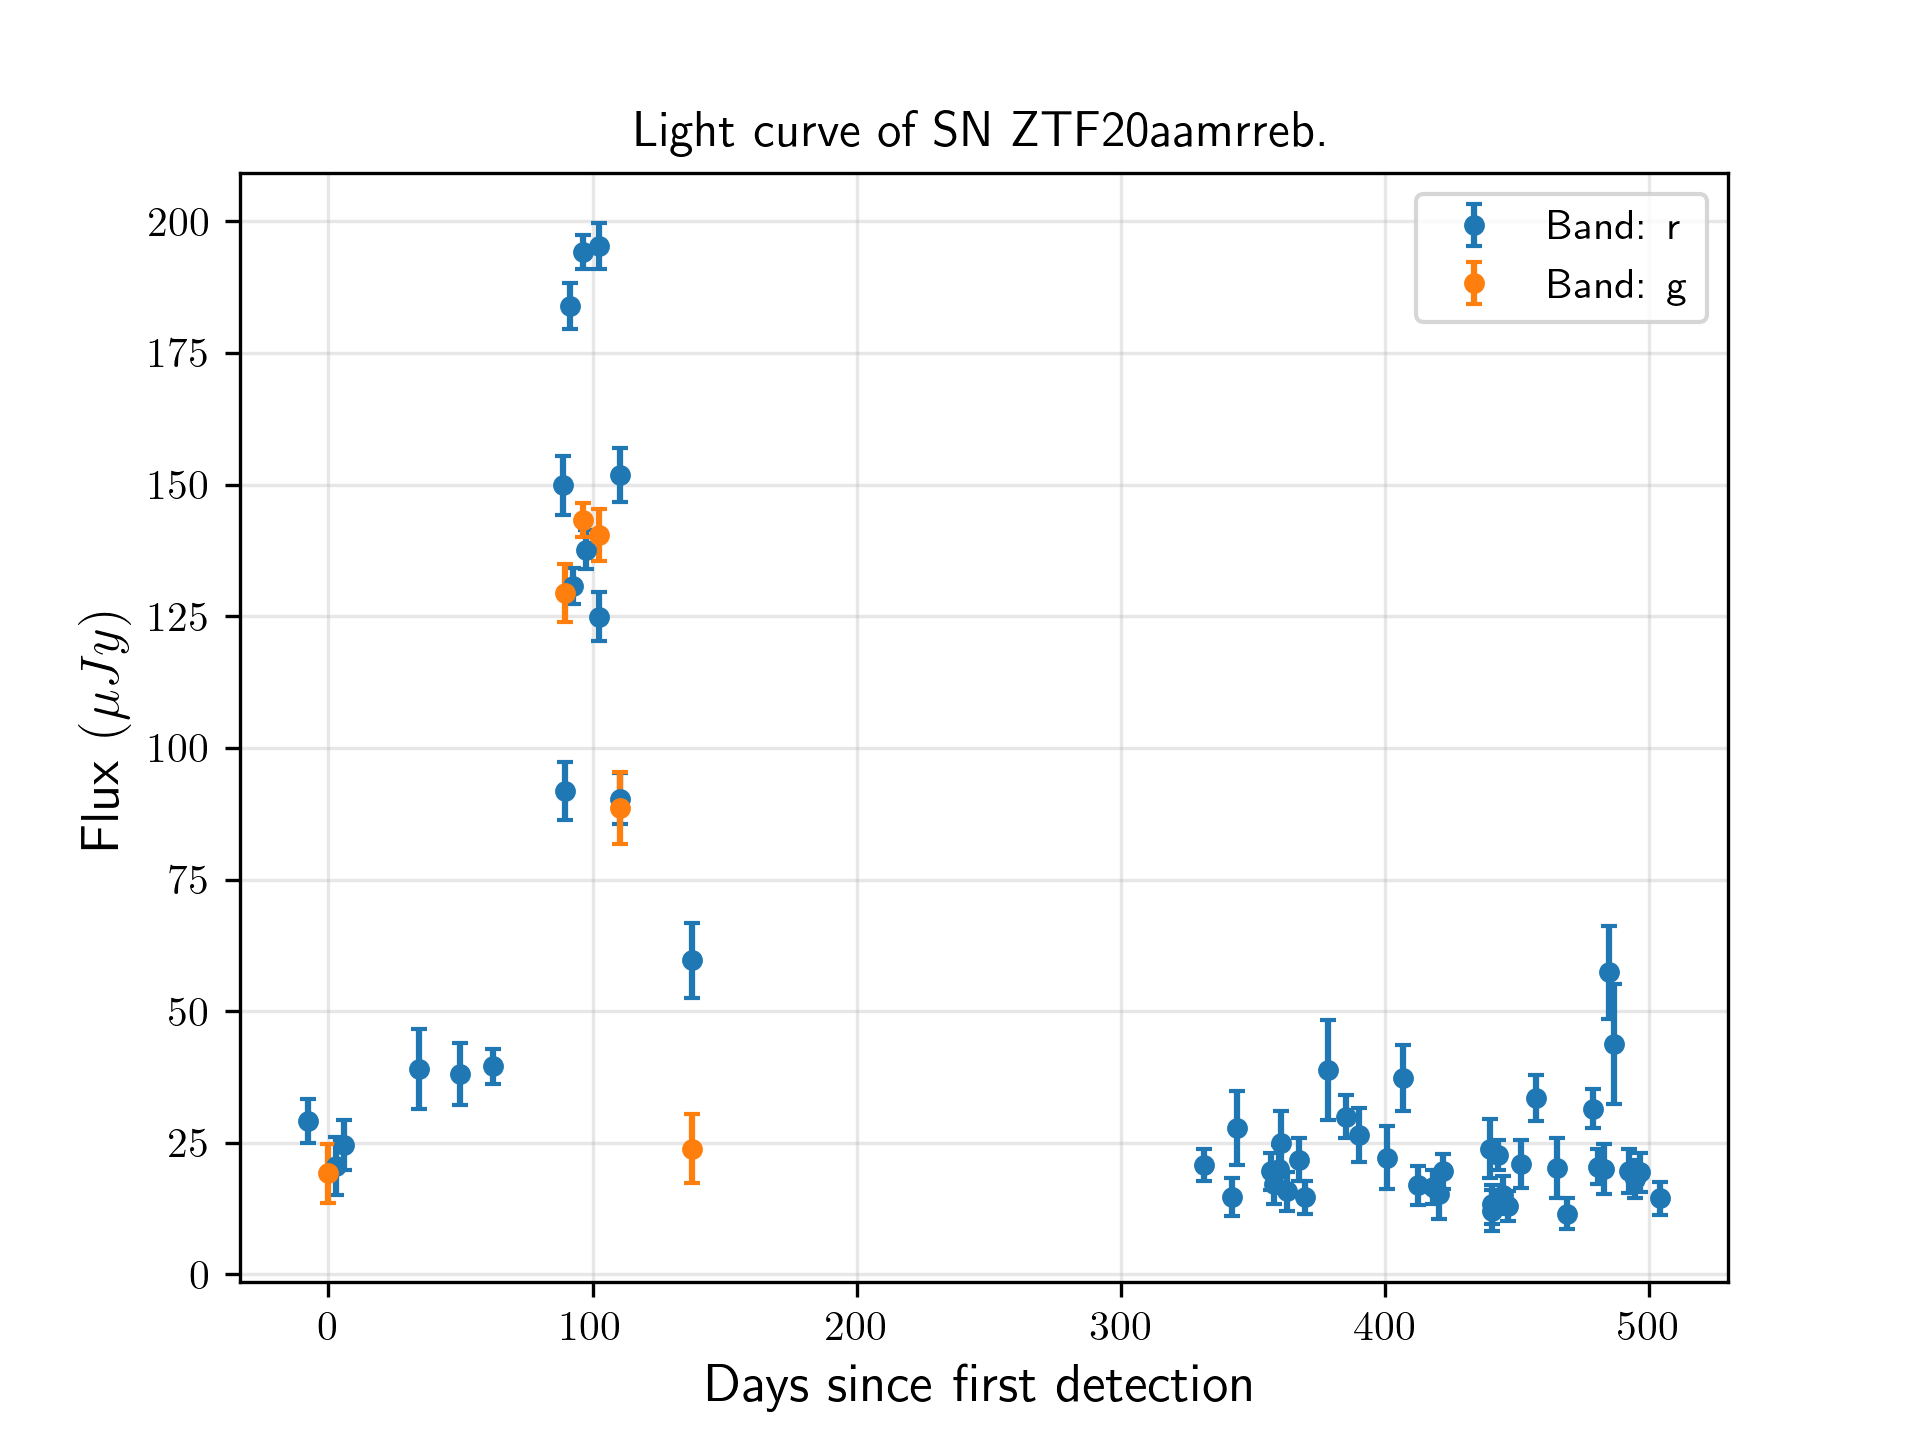 Light curve of SN ZTF20aamrreb.
Band: r
Band: g
200
175
150
125
100
75
50
25
0
Flux (μJy)
0 100 200 300 400 500
Days since first detection